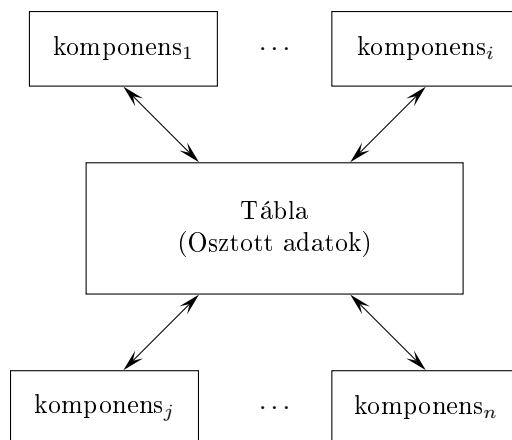 komponens₁ ... komponensᵢ
Tábla
(Osztott adatok)
komponensⱼ ... komponensₙ